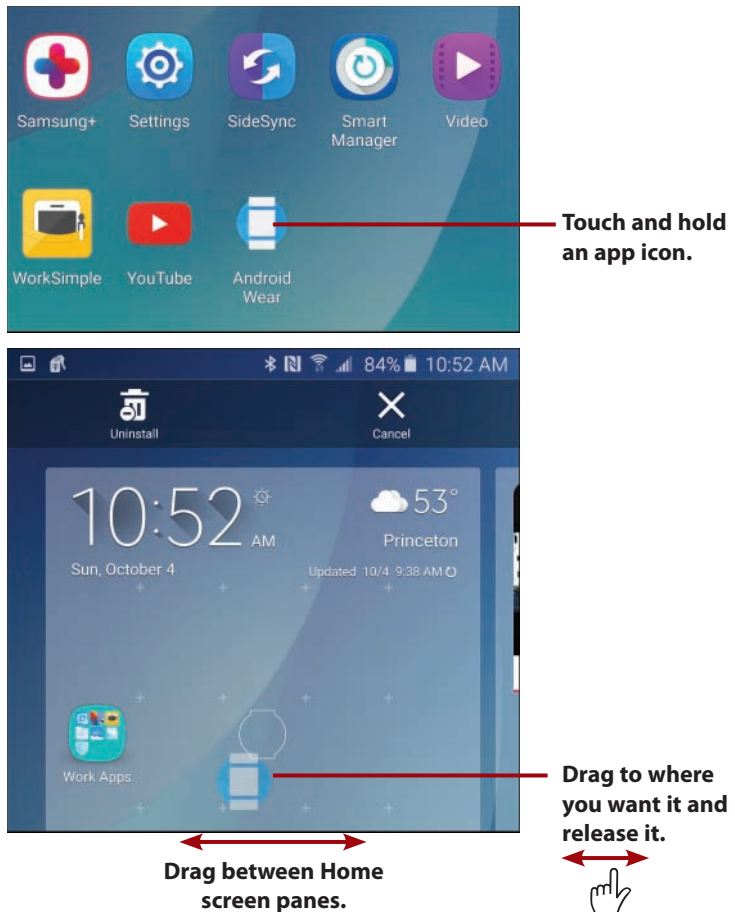 Samsung+ Settings SideSync Smart Manager Video
WorkSimple YouTube Android Wear
Touch and hold
an app icon.
84% 10:52 AM
Uninstall Cancel
10:52 AM
53°
Princeton
Sun, October 4
Updated 10/4 9:38 AM
Work Apps
Drag to where
you want it and
release it.
Drag between Home
screen panes.